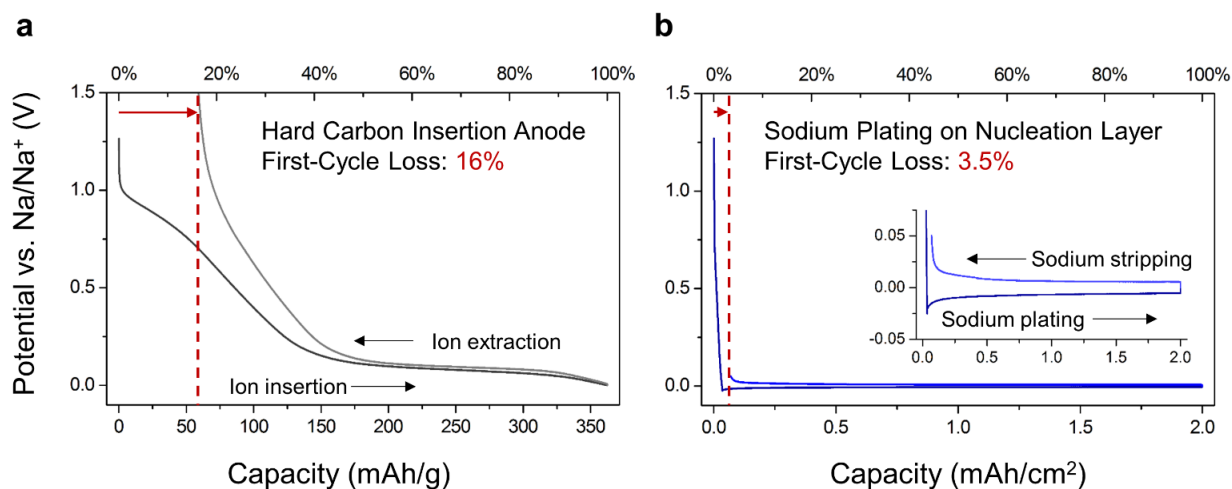 a
0% 20% 40% 60% 80% 100%
Potential vs. Na/Na⁺ (V)
1.5
1.0
0.5
0.0
Hard Carbon Insertion Anode
First-Cycle Loss: 16%
Ion extraction
Ion insertion
0 50 100 150 200 250 300 350
Capacity (mAh/g)
b
0% 20% 40% 60% 80% 100%
1.5
1.0
0.5
0.0
Sodium Plating on Nucleation Layer
First-Cycle Loss: 3.5%
0.05
0.00
-0.05
Sodium stripping
Sodium plating
0.0 0.5 1.0 1.5 2.0
0.0 0.5 1.0 1.5 2.0
Capacity (mAh/cm²)